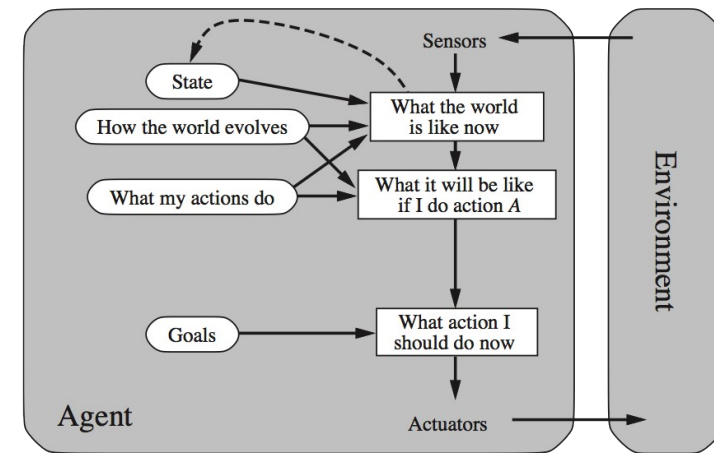 Sensors
State
What the world
is like now
How the world evolves
What it will be like
if I do action A
What my actions do
Goals
What action I
should do now
Agent
Actuators
Environment